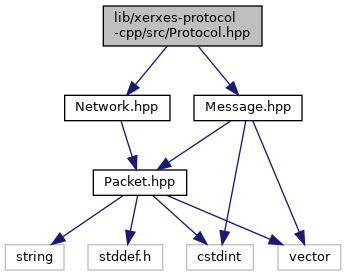 lib/xerxes-protocol
-cpp/src/Protocol.hpp
Network.hpp
Message.hpp
Packet.hpp
string
stddef.h
cstdint
vector